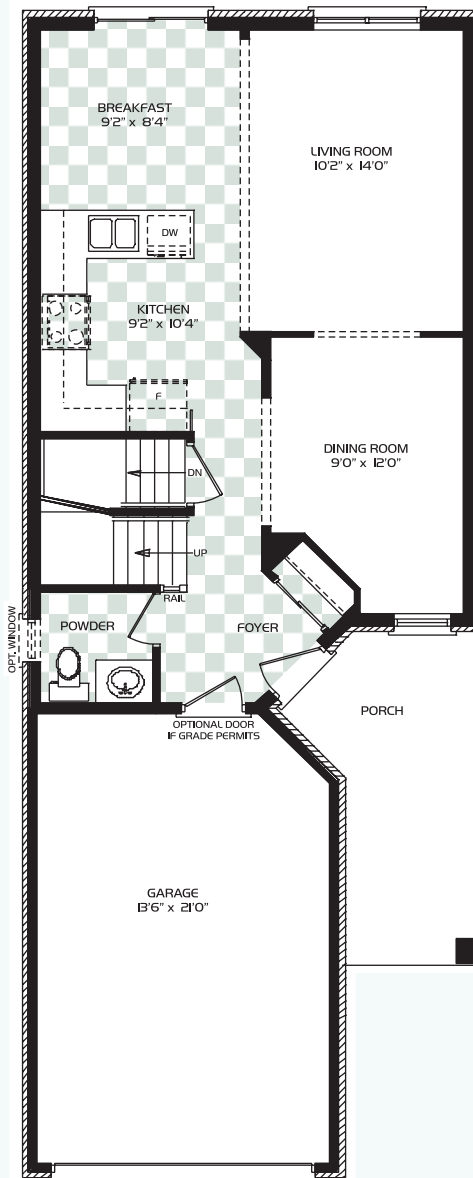 BREAKFAST
9'2" x 8'4"
LIVING ROOM
10'2" x 14'0"
DW
KITCHEN
9'2" x 10'4"
F
DINING ROOM
9'0" x 12'0"
DN
UP
RAIL
OPT. WINDOW
POWDER
FOYER
PORCH
OPTIONAL DOOR
IF GRADE PERMITS
GARAGE
13'6" x 21'0"